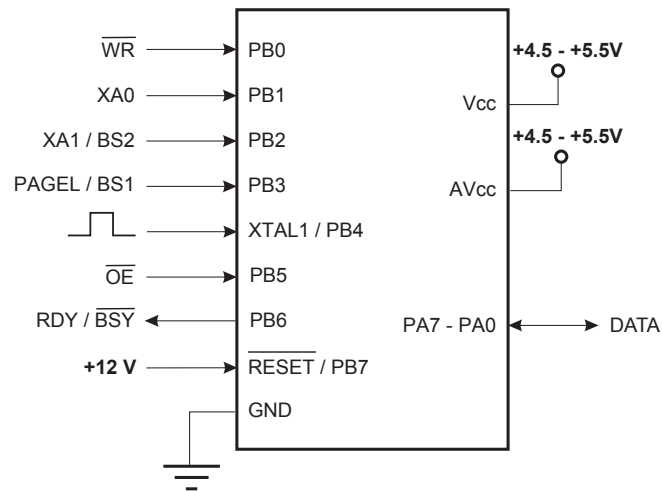 WR PB0 +4.5 - +5.5V
XA0 PB1
Vcc
XA1 / BS2 PB2 +4.5 - +5.5V
PAGEL / BS1 PB3 AVcc
XTAL1 / PB4
OE PB5
RDY / BSY PB6 PA7 - PA0 DATA
+12 V RESET / PB7
GND